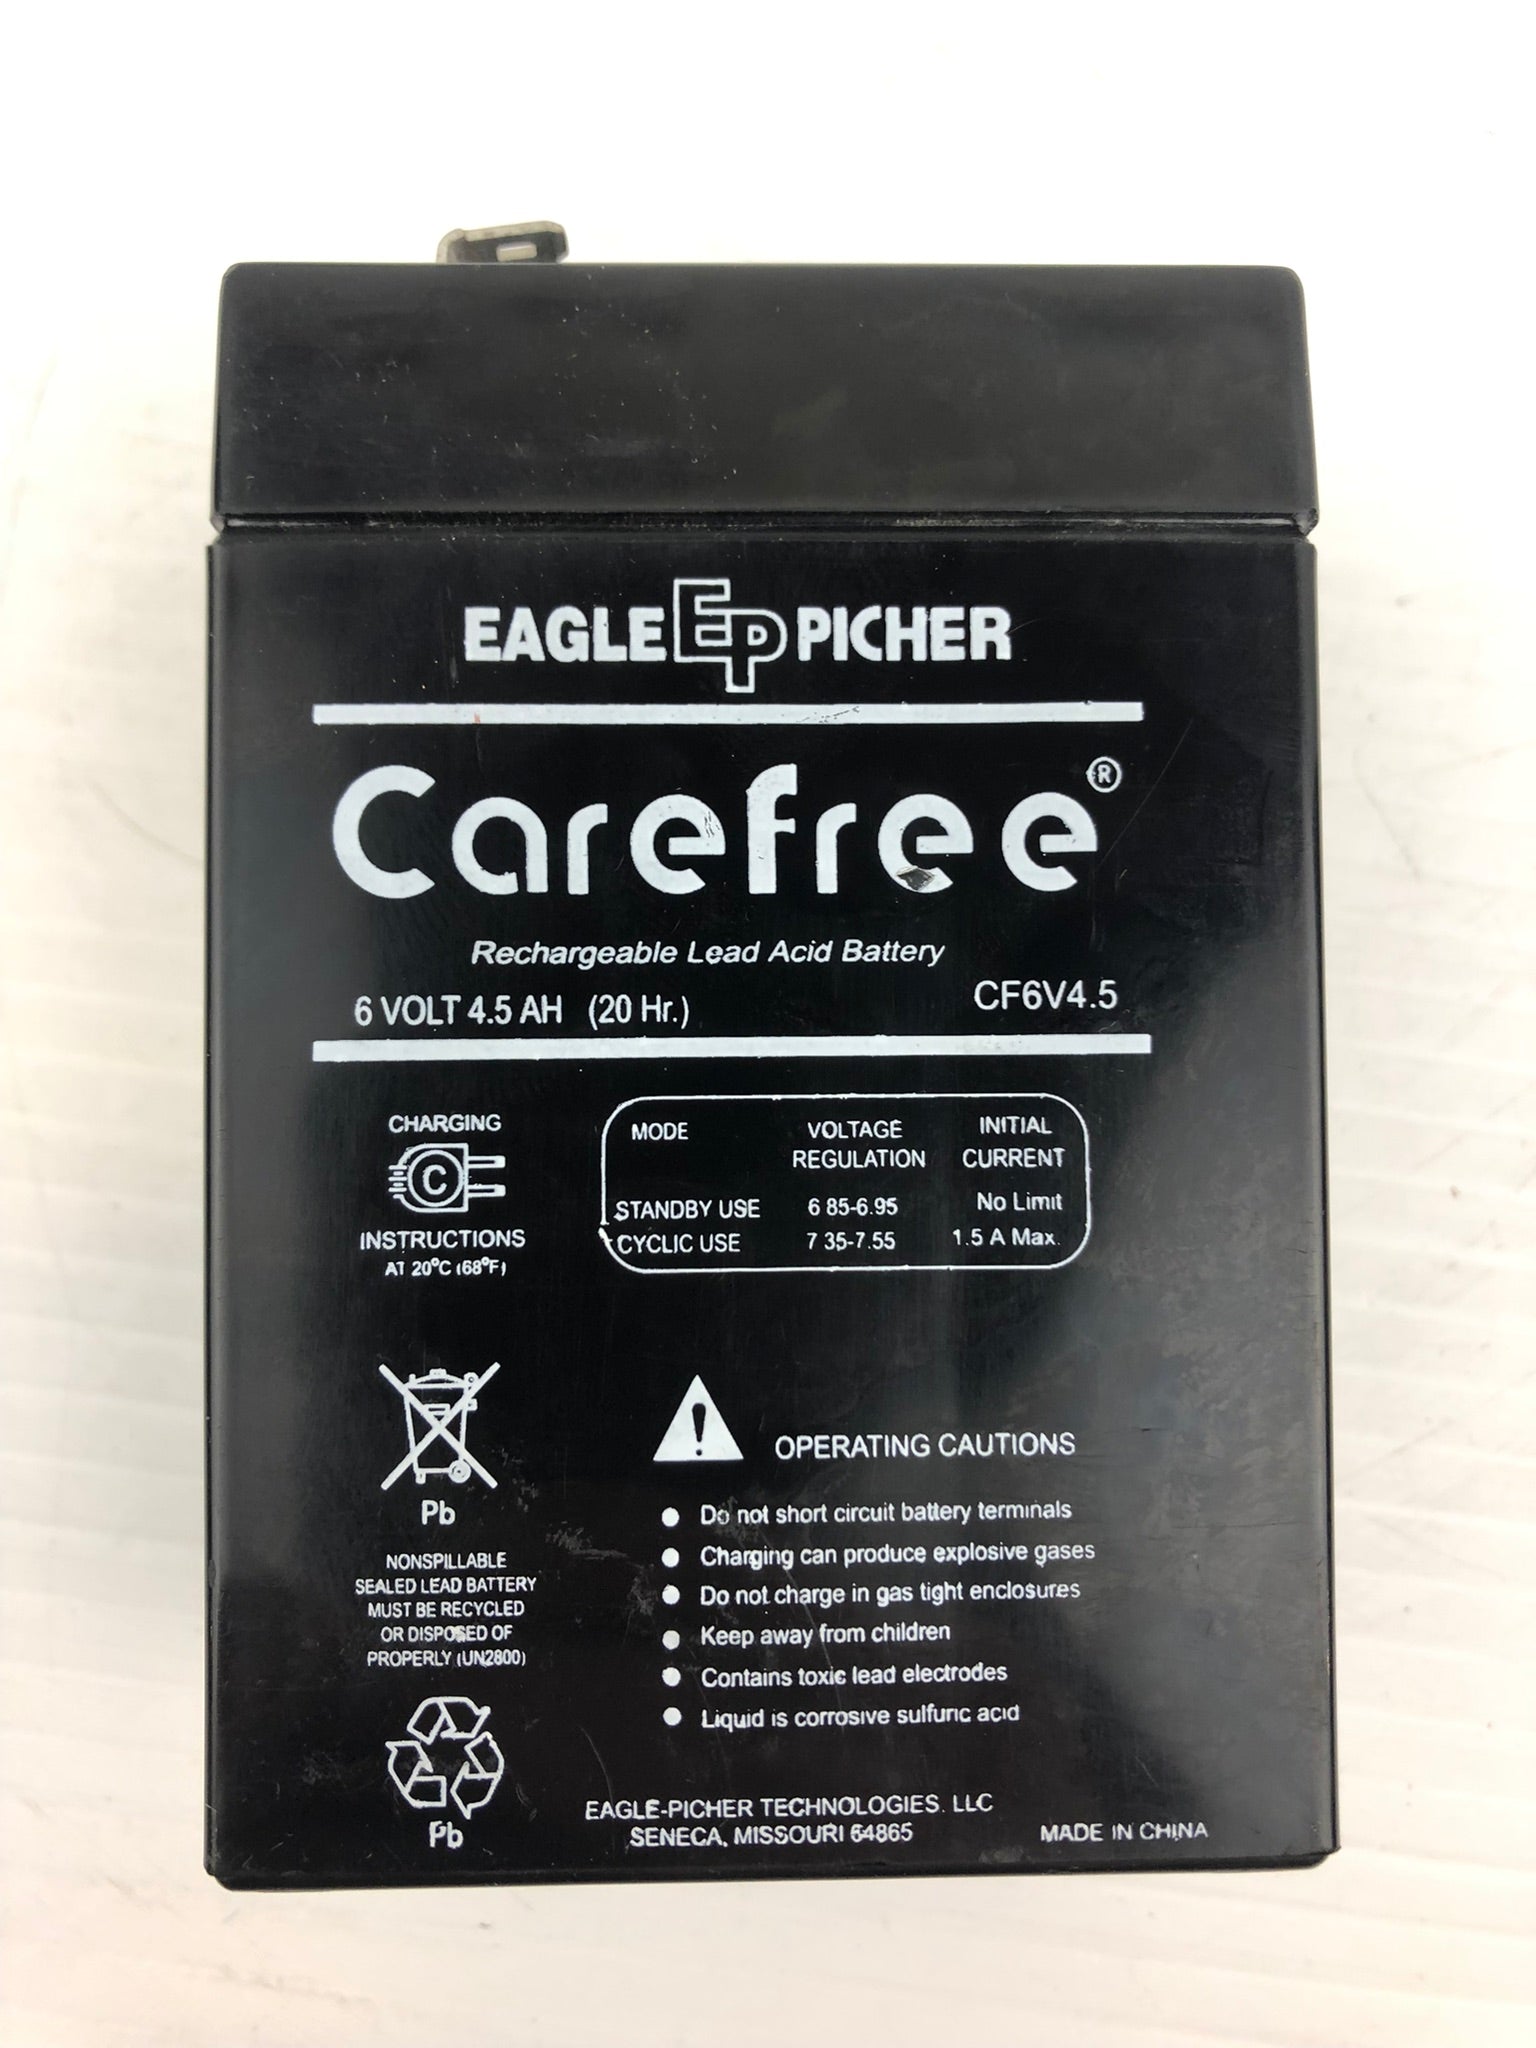 EAGLE EP PICHER
Carefree®
Rechargeable Lead Acid Battery
6 VOLT 4.5 AH (20 Hr.)
CF6V4.5
CHARGING
C
INSTRUCTIONS
AT 20°C (68°F)
MODE VOLTAGE REGULATION INITIAL CURRENT
STANDBY USE 6 85-6.95 No Limit
CYCLIC USE 7 35-7.55 1.5 A Max.
Pb
NONSPILLABLE
SEALED LEAD BATTERY
MUST BE RECYCLED
OR DISPOSED OF
PROPERLY (UN2800)
Pb
! OPERATING CAUTIONS
● Do not short circuit battery terminals
● Charging can produce explosive gases
● Do not charge in gas tight enclosures
● Keep away from children
● Contains toxic lead electrodes
● Liquid is corrosive sulfuric acid
EAGLE-PICHER TECHNOLOGIES. LLC
SENECA, MISSOURI 64865
MADE IN CHINA